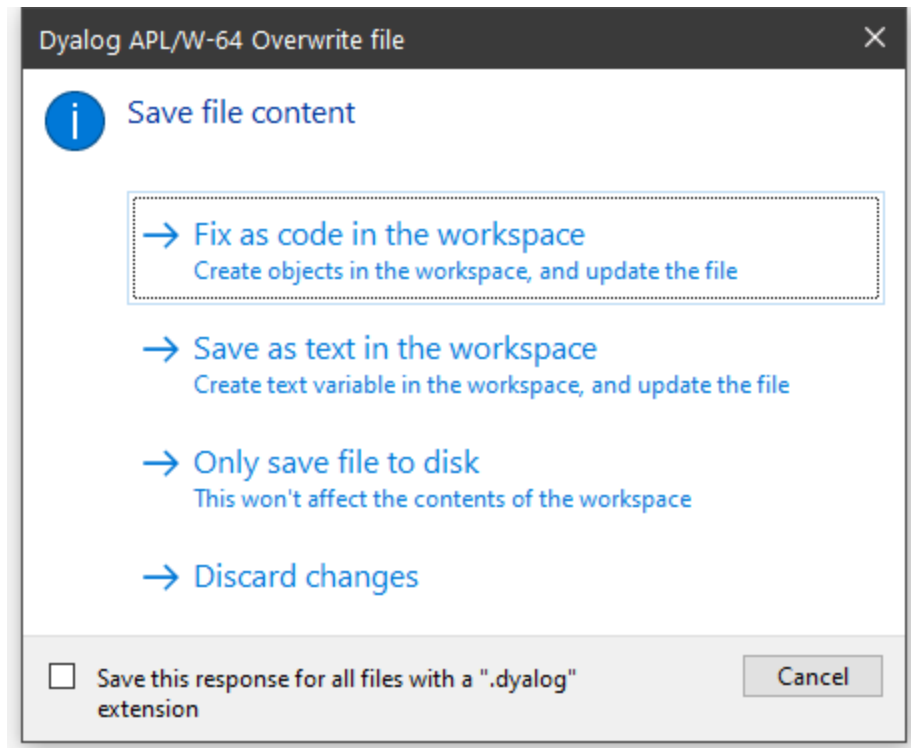 Dyalog APL/W-64 Overwrite file
Save file content
Fix as code in the workspace
Create objects in the workspace, and update the file
Save as text in the workspace
Create text variable in the workspace, and update the file
Only save file to disk
This won't affect the contents of the workspace
Discard changes
Save this response for all files with a ".dyalog"
extension
Cancel